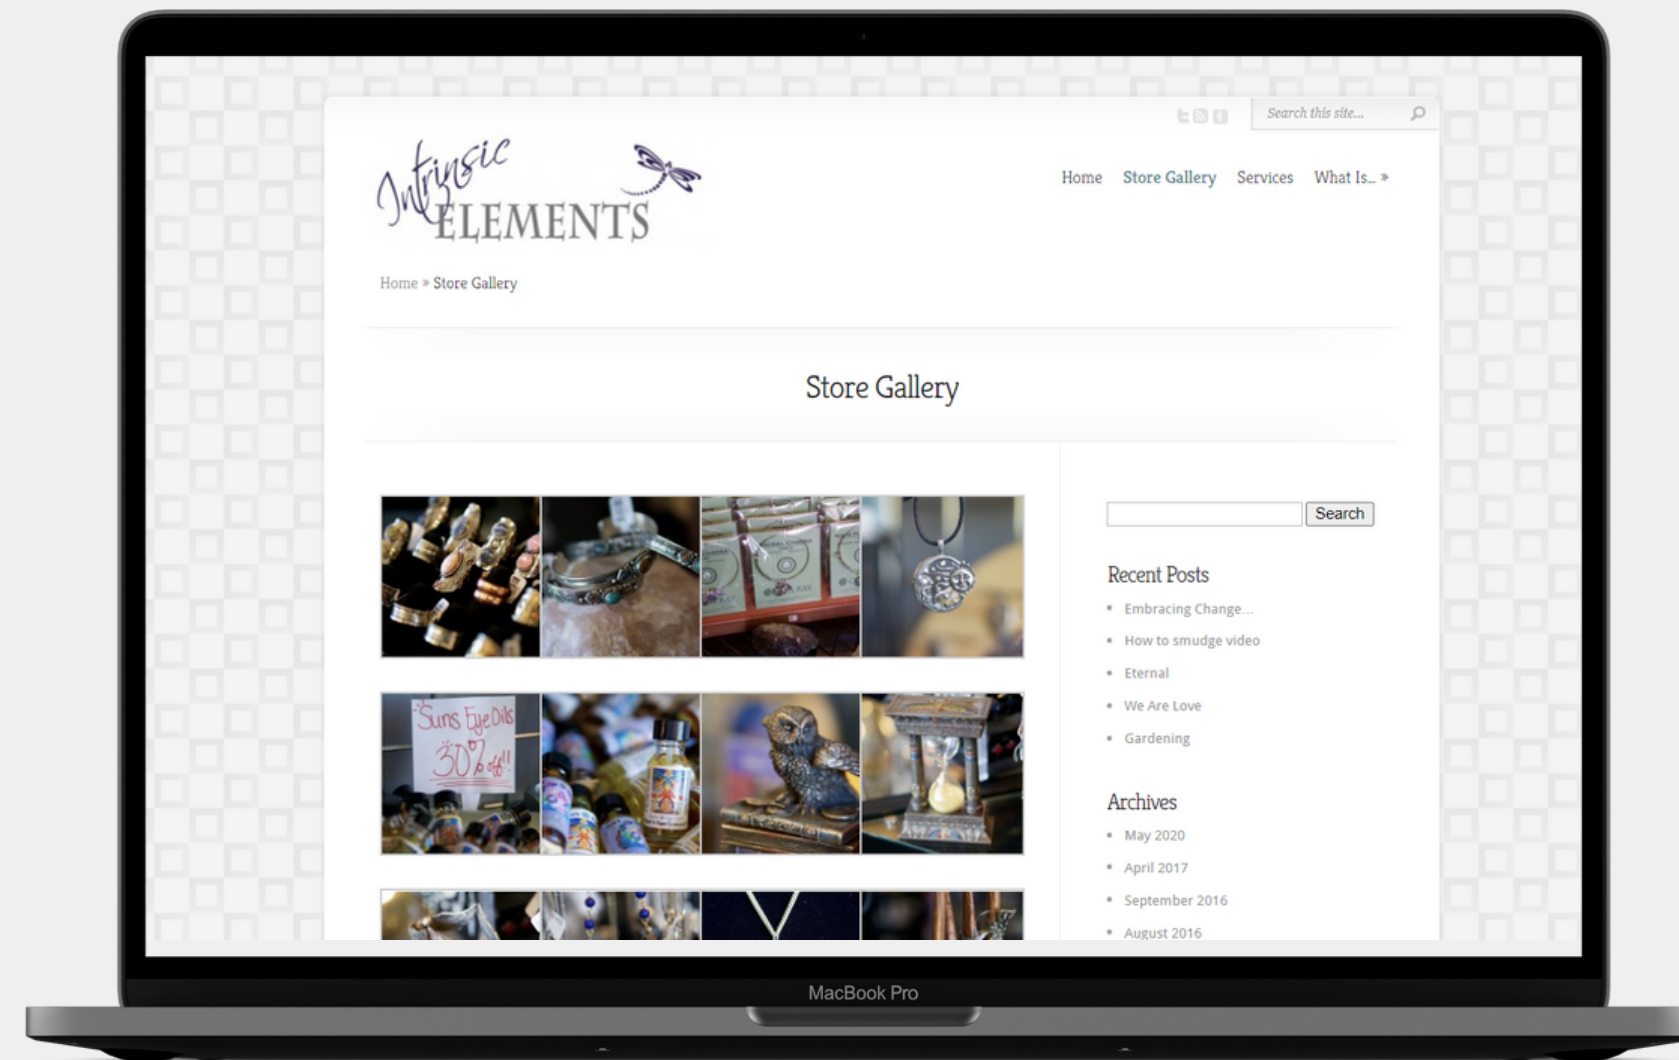 Search this site...
Intrinsic
ELEMENTS
Home Store Gallery Services What Is... »
Home » Store Gallery
Store Gallery
Search
Recent Posts
Embracing Change...
How to smudge video
Eternal
We Are Love
Gardening
Suns Eye Oils
30% off!!
Archives
May 2020
April 2017
September 2016
August 2016
MacBook Pro